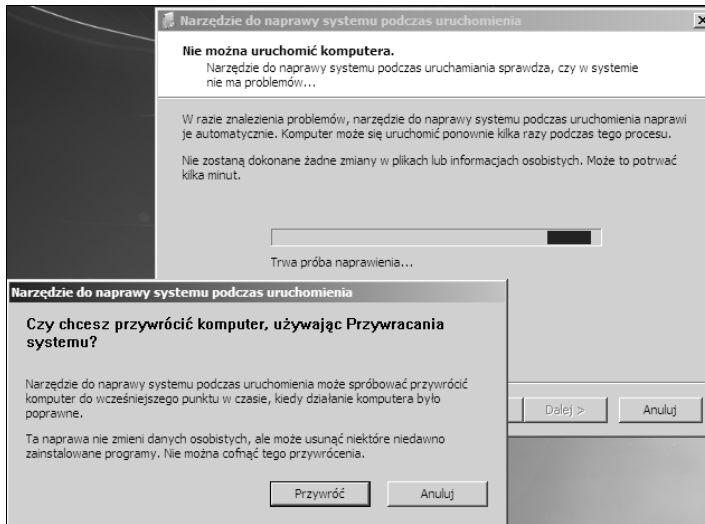 Narzędzie do naprawy systemu podczas uruchomienia
Nie można uruchomić komputera.
Narzędzie do naprawy systemu podczas uruchamiania sprawdza, czy w systemie
nie ma problemów...
W razie znalezienia problemów, narzędzie do naprawy systemu podczas uruchomienia naprawi
je automatycznie. Komputer może się uruchomić ponownie kilka razy podczas tego procesu.
Nie zostaną dokonane żadne zmiany w plikach lub informacjach osobistych. Może to potrwać
kilka minut.
Trwa próba naprawienia...
Dalej >
Anuluj
Narzędzie do naprawy systemu podczas uruchomienia
Czy chcesz przywrócić komputer, używając Przywracania
systemu?
Narzędzie do naprawy systemu podczas uruchomienia może spróbować przywrócić
komputer do wcześniejszego punktu w czasie, kiedy działanie komputera było
poprawne.
Ta naprawa nie zmieni danych osobistych, ale może usunąć niektóre niedawno
zainstalowane programy. Nie można cofnąć tego przywrócenia.
Przywróć
Anuluj